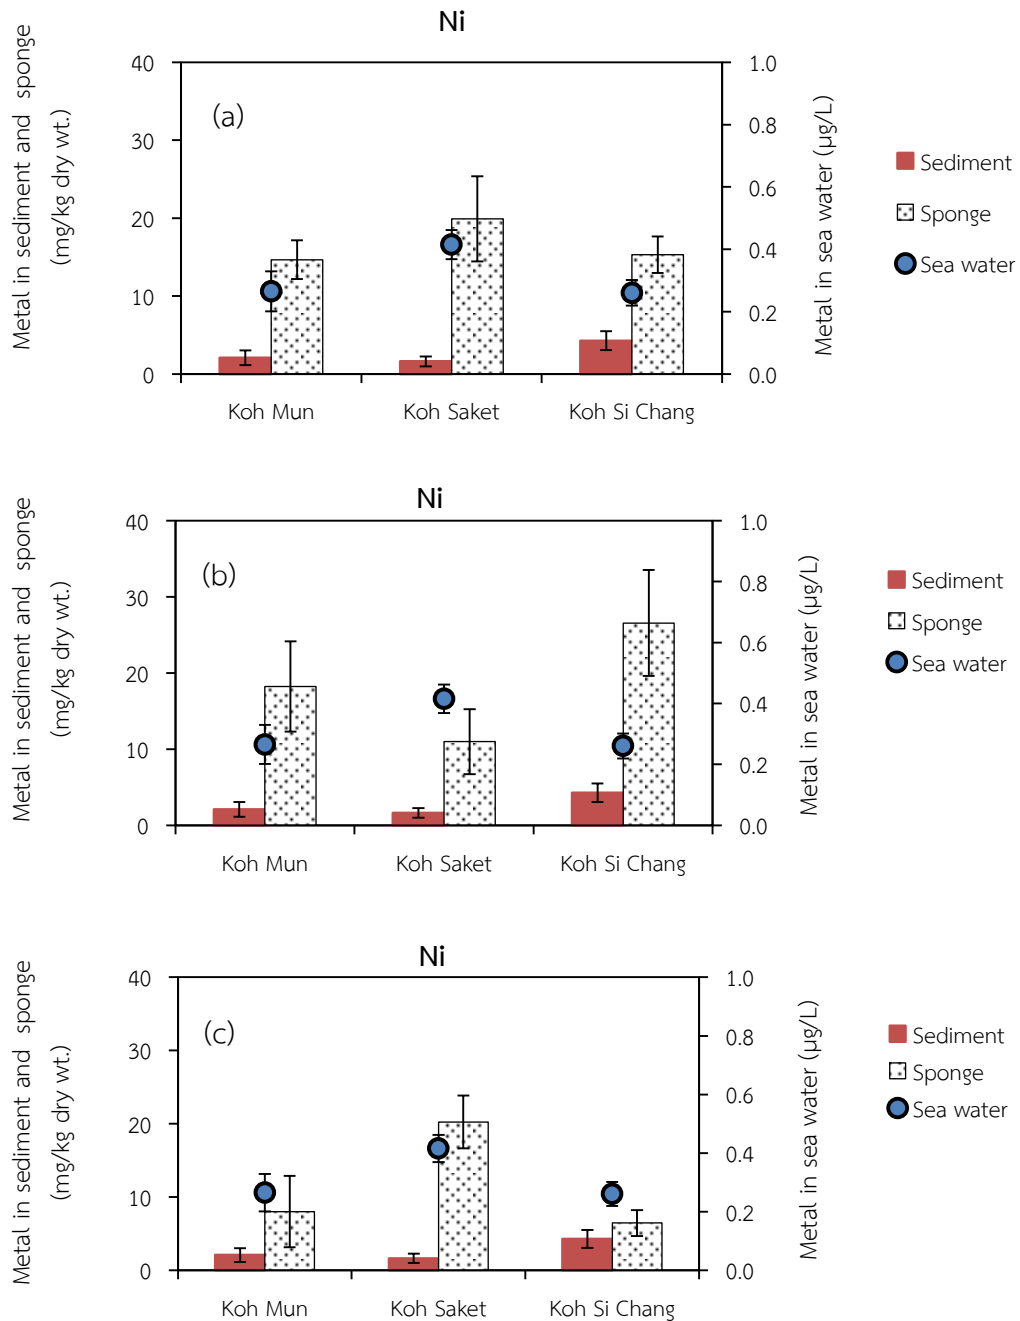 Ni
Metal in sediment and sponge
(mg/kg dry wt.)
40
30
20
10
0
(a)
1.0
0.8
0.6
0.4
0.2
0.0
Metal in sea water (µg/L)
Sediment
Sponge
Sea water
Koh Mun
Koh Saket
Koh Si Chang
Ni
Metal in sediment and sponge
(mg/kg dry wt.)
40
30
20
10
0
(b)
1.0
0.8
0.6
0.4
0.2
0.0
Metal in sea water (µg/L)
Sediment
Sponge
Sea water
Koh Mun
Koh Saket
Koh Si Chang
Ni
Metal in sediment and sponge
(mg/kg dry wt.)
40
30
20
10
0
(c)
1.0
0.8
0.6
0.4
0.2
0.0
Metal in sea water (µg/L)
Sediment
Sponge
Sea water
Koh Mun
Koh Saket
Koh Si Chang